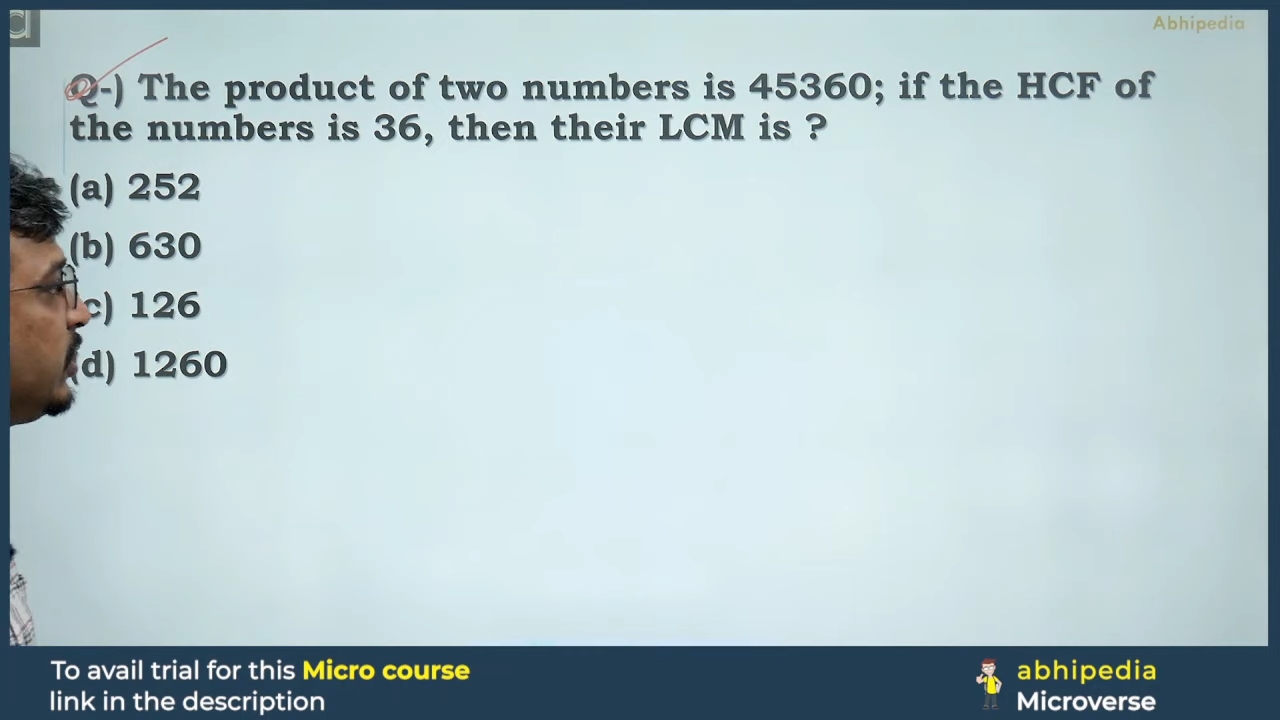 Abhipedia
Q-) The product of two numbers is 45360; if the HCF of
the numbers is 36, then their LCM is ?
(a) 252
(b) 630
(c) 126
(d) 1260
To avail trial for this Micro course
link in the description
abhipedia
Microverse